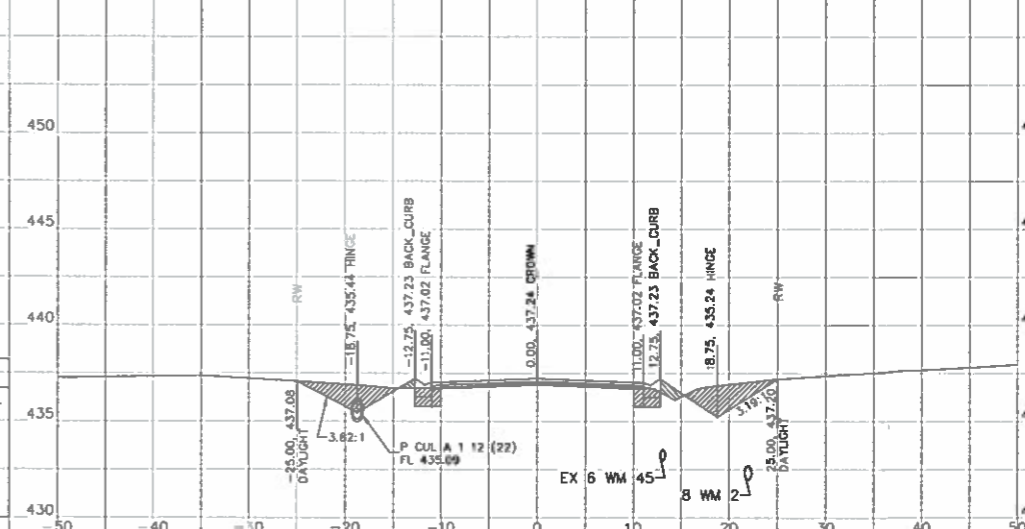 450
445
440
435
430
RW
-18.75, 435.44 HINGE
-12.75, 437.23 BACK_CURB
-11.00, 437.02 FLANGE
0.00, 437.24 CROWN
11.00, 437.02 FLANGE
12.75, 437.23 BACK_CURB
18.75, 435.24 HINGE
RW
-25.00, 437.08
DAYLIGHT
3.82:1
P CUL A 1 12 (22)
FL 435.09
3.19:1
25.00, 437.20
DAYLIGHT
EX 6 WM 45
8 WM 2
-50
-40
-30
-20
-10
0
10
20
30
40